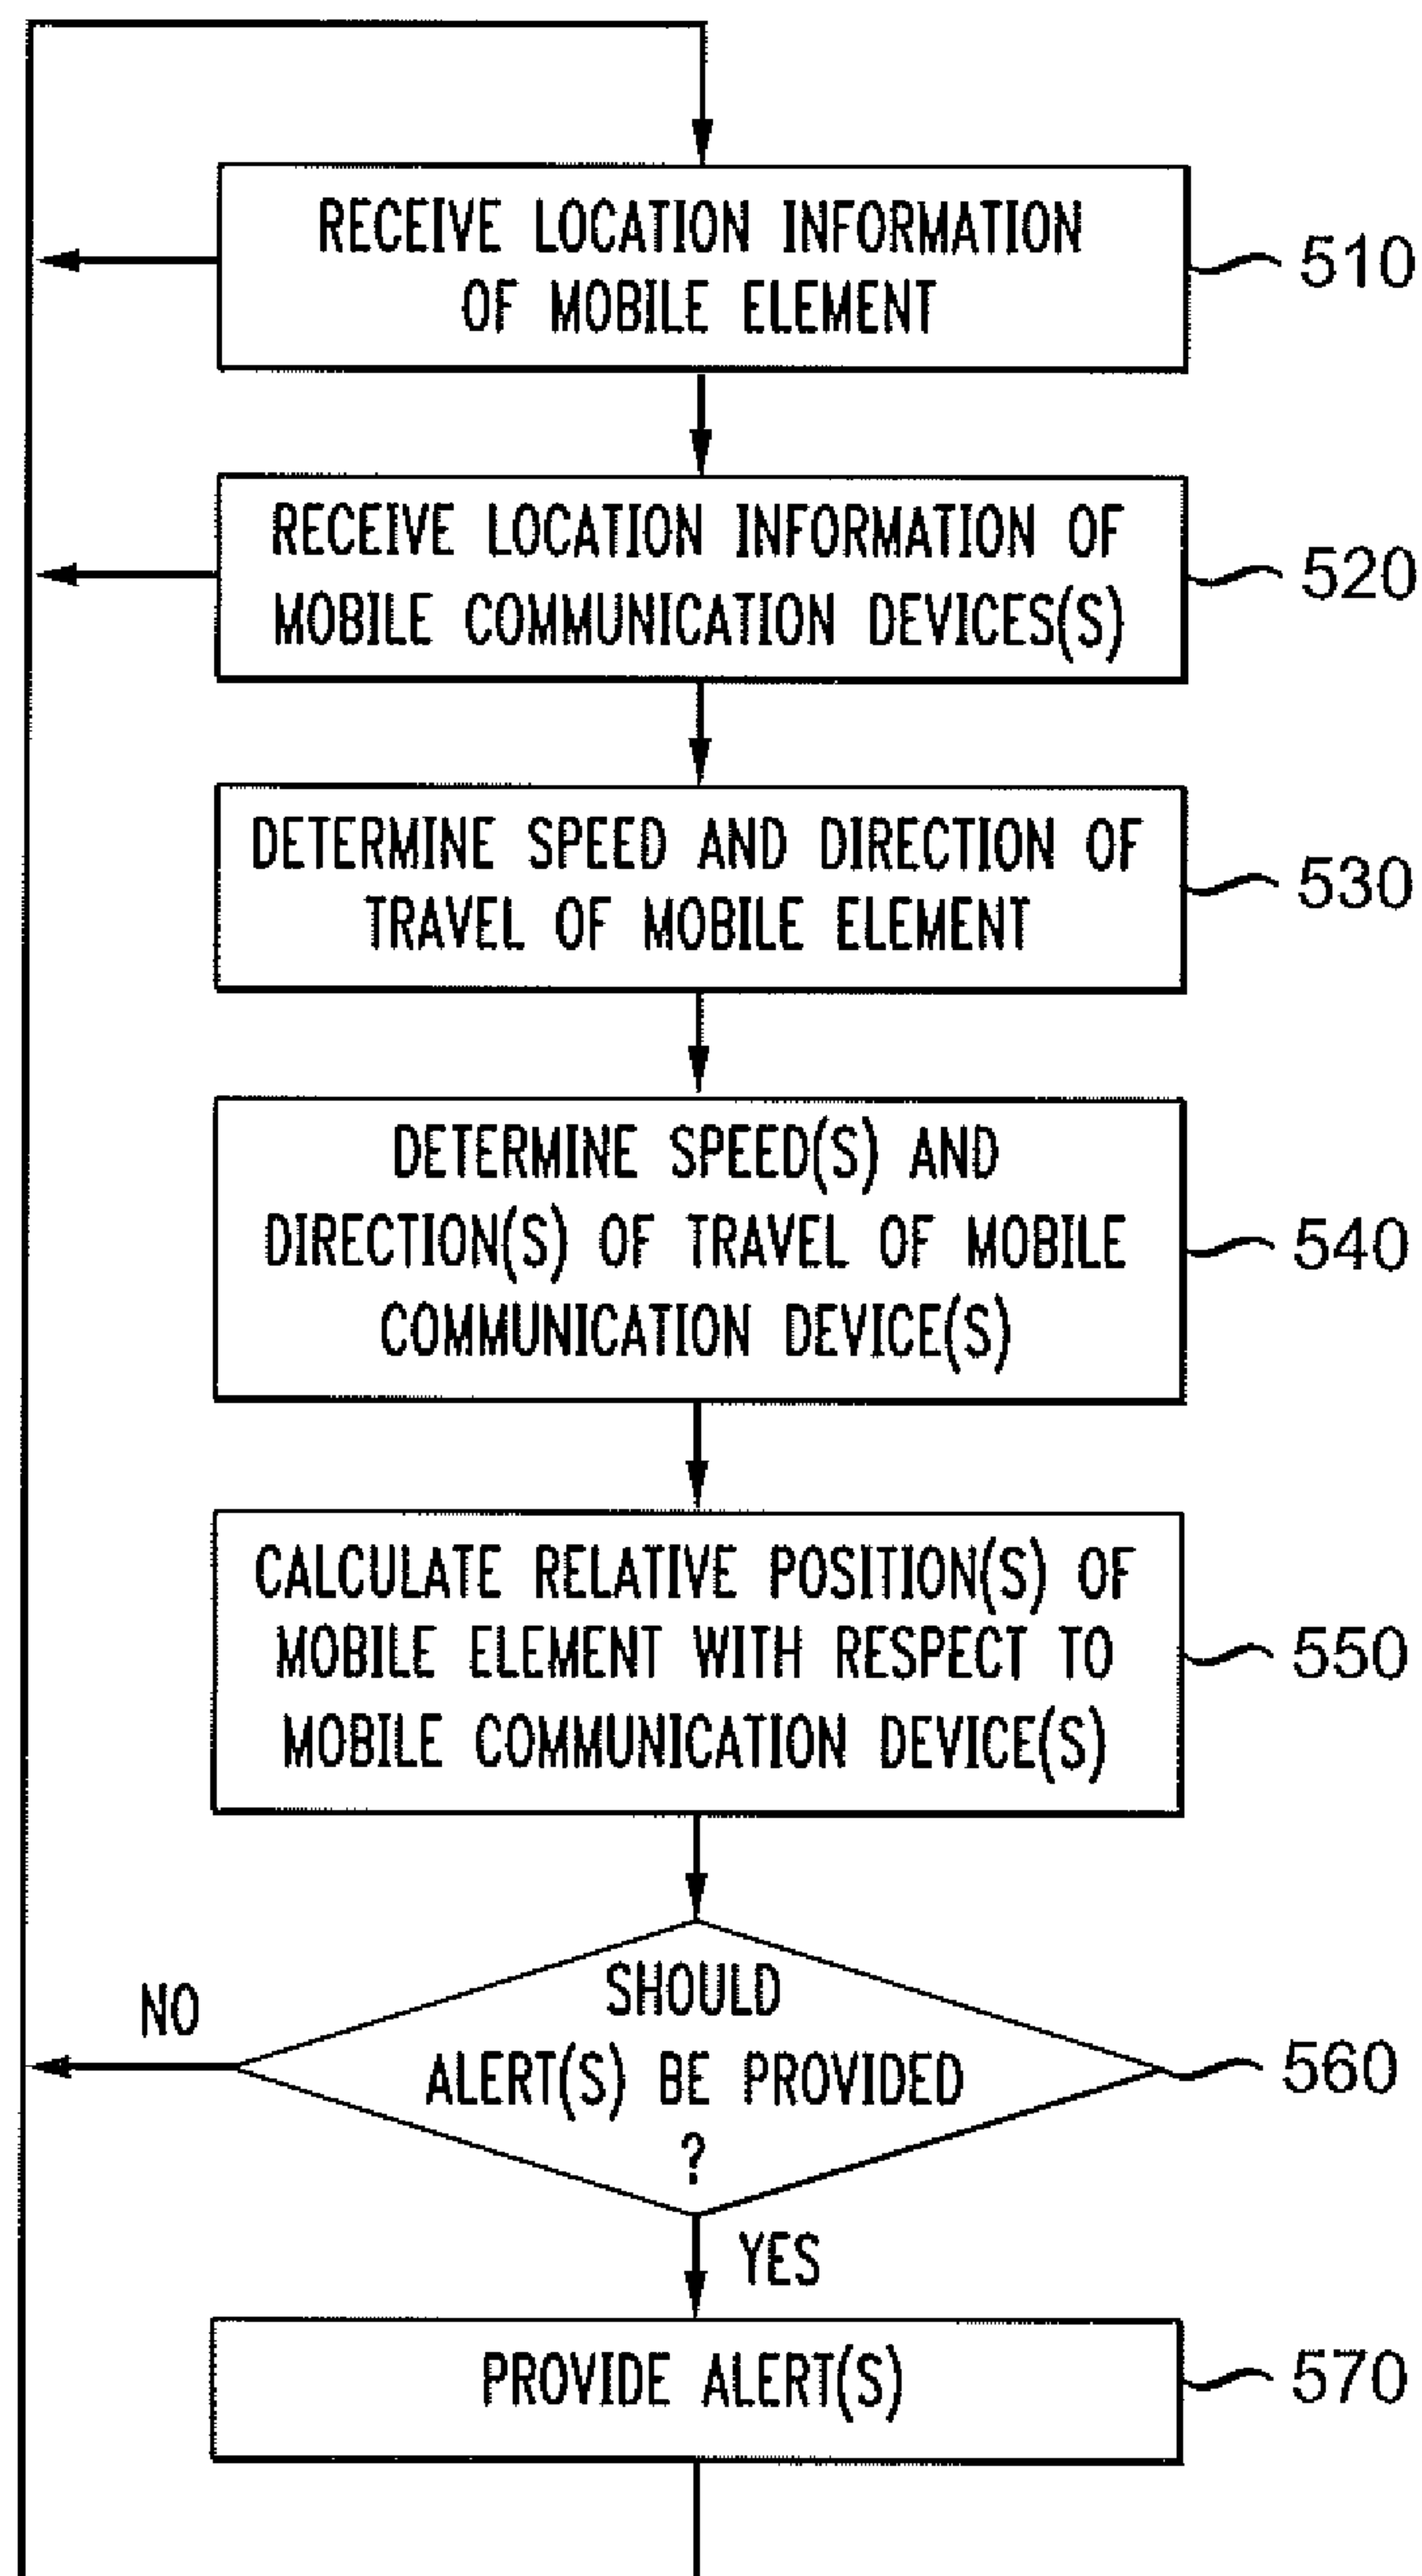 RECEIVE LOCATION INFORMATION
OF MOBILE ELEMENT
510
RECEIVE LOCATION INFORMATION OF
MOBILE COMMUNICATION DEVICES(S)
520
DETERMINE SPEED AND DIRECTION OF
TRAVEL OF MOBILE ELEMENT
530
DETERMINE SPEED(S) AND
DIRECTION(S) OF TRAVEL OF MOBILE
COMMUNICATION DEVICE(S)
540
CALCULATE RELATIVE POSITION(S) OF
MOBILE ELEMENT WITH RESPECT TO
MOBILE COMMUNICATION DEVICE(S)
550
NO
SHOULD
ALERT(S) BE PROVIDED
?
560
YES
PROVIDE ALERT(S)
570